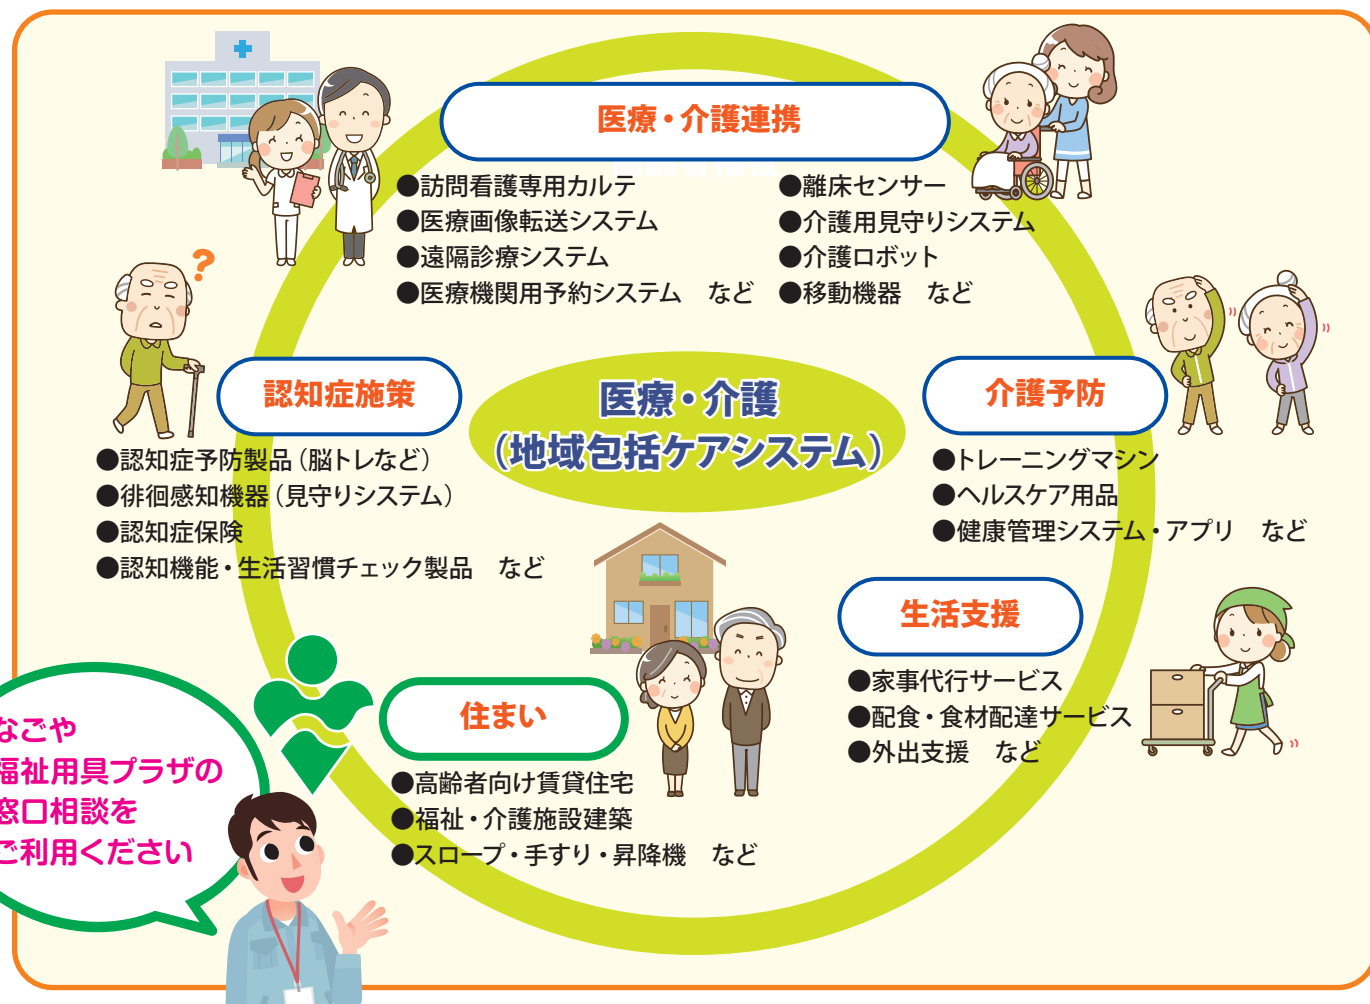 医療・介護連携
●訪問看護専用カルテ
●医療画像転送システム
●遠隔診療システム
●医療機関用予約システム　など
●離床センサー
●介護用見守りシステム
●介護ロボット
●移動機器　など
?
認知症施策
●認知症予防製品（脳トレなど）
●徘徊感知機器（見守りシステム）
●認知症保険
●認知機能・生活習慣チェック製品　など
医療・介護
（地域包括ケアシステム）
介護予防
●トレーニングマシン
●ヘルスケア用品
●健康管理システム・アプリ　など
生活支援
●家事代行サービス
●配食・食材配達サービス
●外出支援　など
住まい
●高齢者向け賃貸住宅
●福祉・介護施設建築
●スロープ・手すり・昇降機　など
なごや
福祉用具プラザの
窓口相談を
ご利用ください